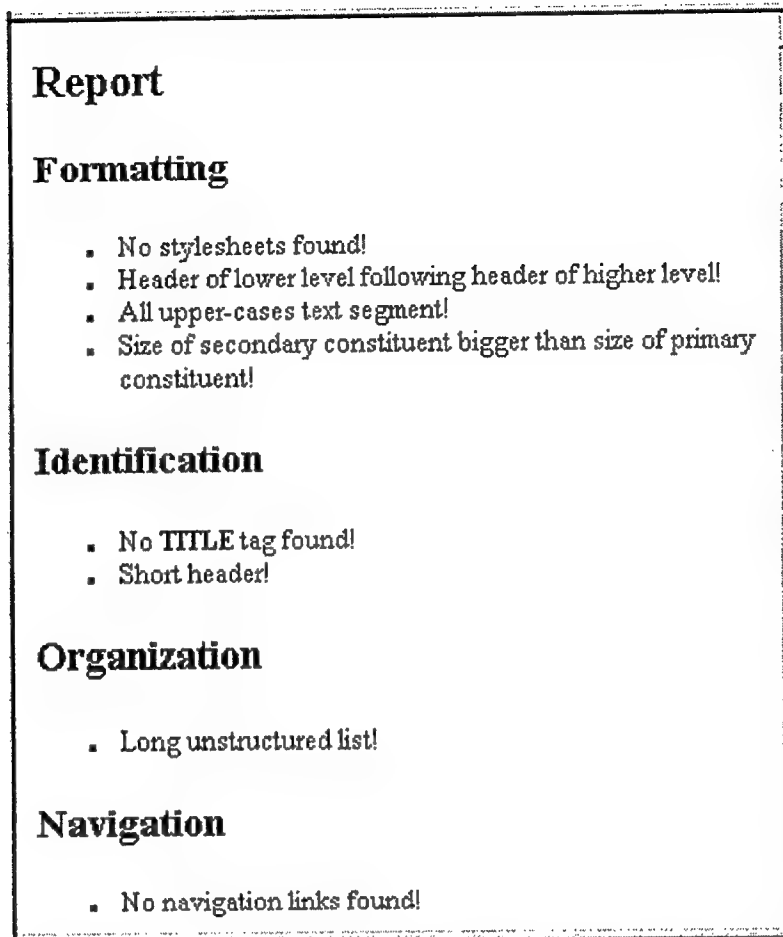 Report
Formatting
▪ No stylesheets found!
▪ Header of lower level following header of higher level!
▪ All upper-cases text segment!
▪ Size of secondary constituent bigger than size of primary
constituent!
Identification
▪ No TITLE tag found!
▪ Short header!
Organization
▪ Long unstructured list!
Navigation
▪ No navigation links found!